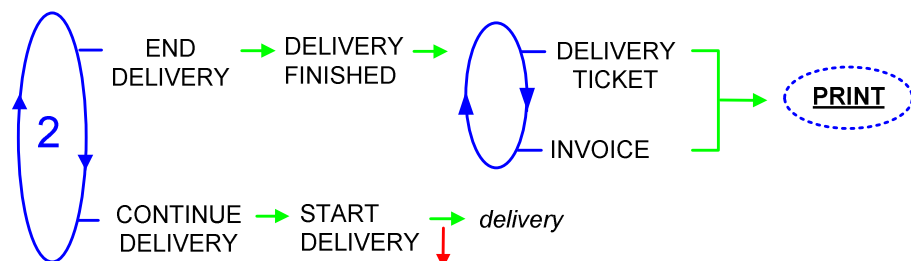 END
DELIVERY
DELIVERY
FINISHED
DELIVERY
TICKET
PRINT
2
INVOICE
CONTINUE
DELIVERY
START
DELIVERY
delivery